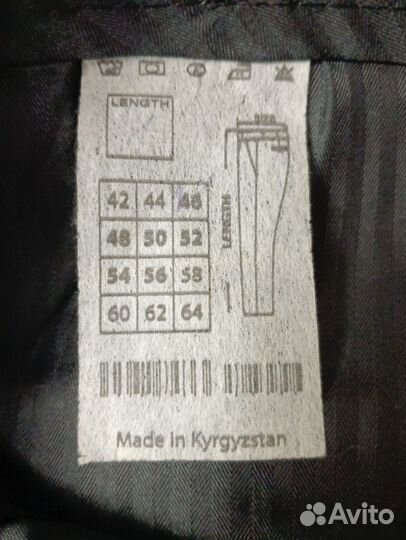 LENGTH
SIZE
42 44 46
48 50 52
LENGTH
54 56 58
60 62 64
Made in Kyrgyzstan
Avito